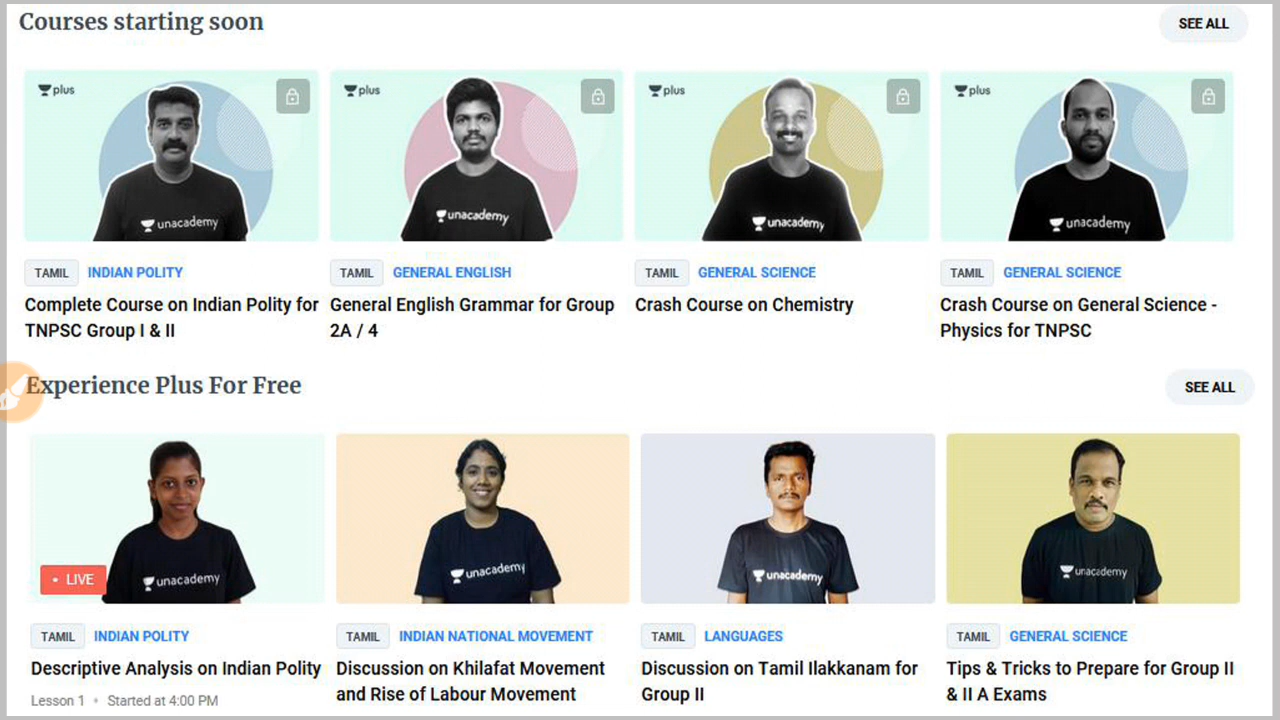 Courses starting soon
SEE ALL
plus
plus
plus
plus
unacademy
unacademy
unacademy
unacademy
TAMIL INDIAN POLITY
Complete Course on Indian Polity for
TNPSC Group I & II
TAMIL GENERAL ENGLISH
General English Grammar for Group
2A / 4
TAMIL GENERAL SCIENCE
Crash Course on Chemistry
TAMIL GENERAL SCIENCE
Crash Course on General Science -
Physics for TNPSC
Experience Plus For Free
SEE ALL
LIVE
unacademy
unacademy
unacademy
unacademy
TAMIL INDIAN POLITY
Descriptive Analysis on Indian Polity
Lesson 1 • Started at 4:00 PM
TAMIL INDIAN NATIONAL MOVEMENT
Discussion on Khilafat Movement
and Rise of Labour Movement
TAMIL LANGUAGES
Discussion on Tamil Ilakkanam for
Group II
TAMIL GENERAL SCIENCE
Tips & Tricks to Prepare for Group II
& II A Exams